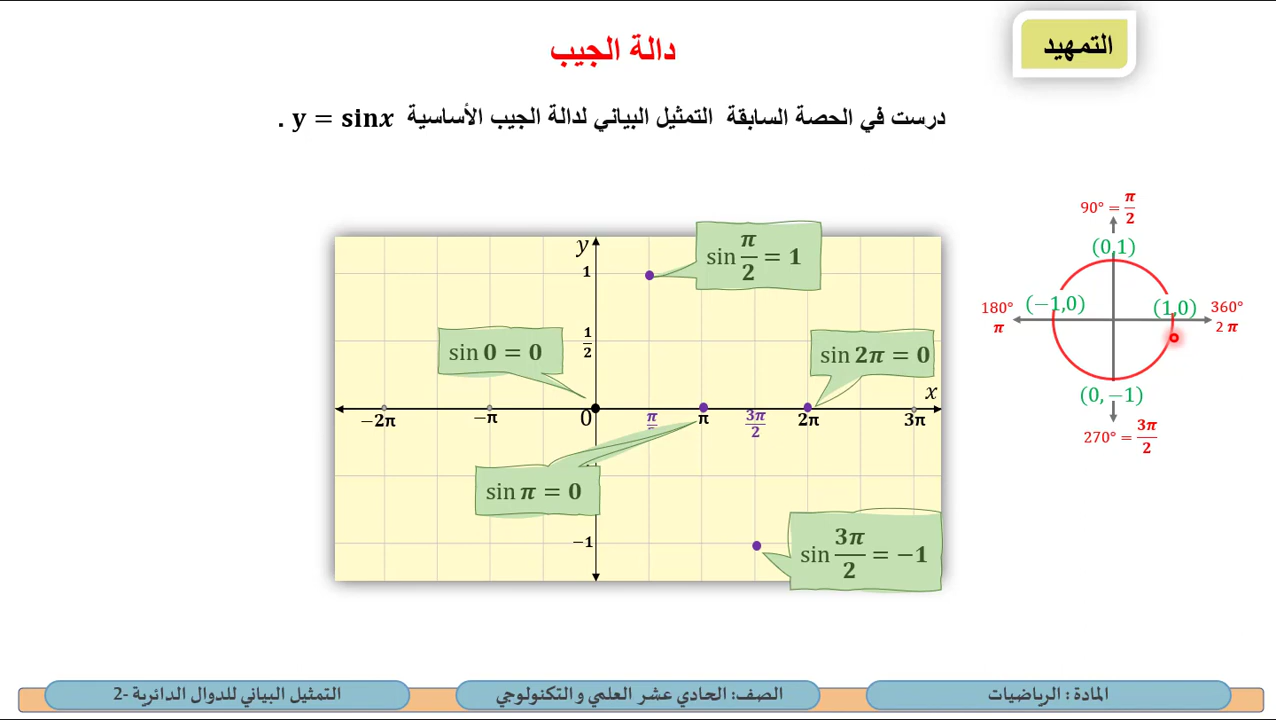 التمهيد
دالة الجيب
درست في الحصة السابقة التمثيل البياني لدالة الجيب الأساسية y = sinx .
90° = π/2
(0,1)
180°
π
(−1,0)
(1,0)
360°
2 π
(0, −1)
270° = 3π/2
y
1
1/2
−1
x
−2π
−π
0
π
π
3π/2
2π
3π
sin π/2 = 1
sin 0 = 0
sin 2π = 0
sin π = 0
sin 3π/2 = −1
المادة : الرياضيات
الصف: الحادي عشر العلمي و التكنولوجي
التمثيل البياني للدوال الدائرية -2